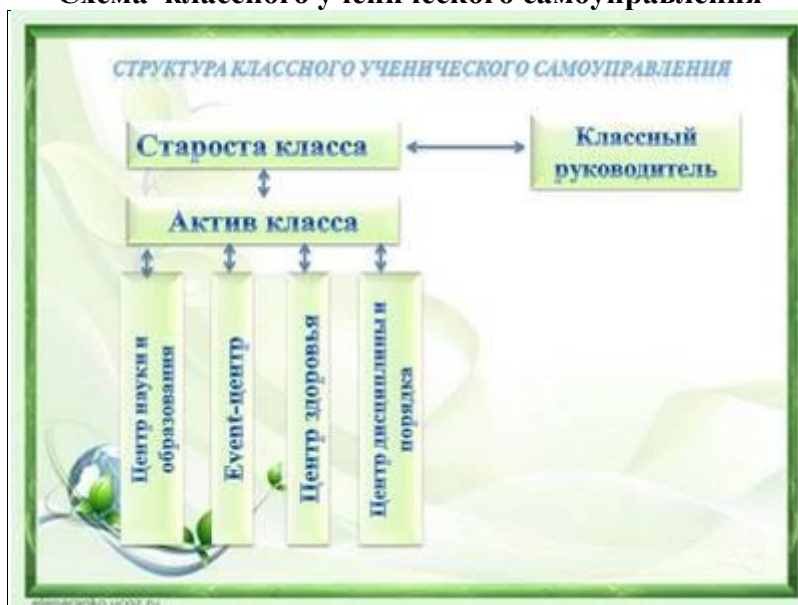 Схема классного ученического самоуправления
СТРУКТУРА КЛАССНОГО УЧЕНИЧЕСКОГО САМОУПРАВЛЕНИЯ
Староста класса
Классный
руководитель
Актив класса
Центр науки и
образования
Event-центр
Центр здоровья
Центр дисциплины и
порядка